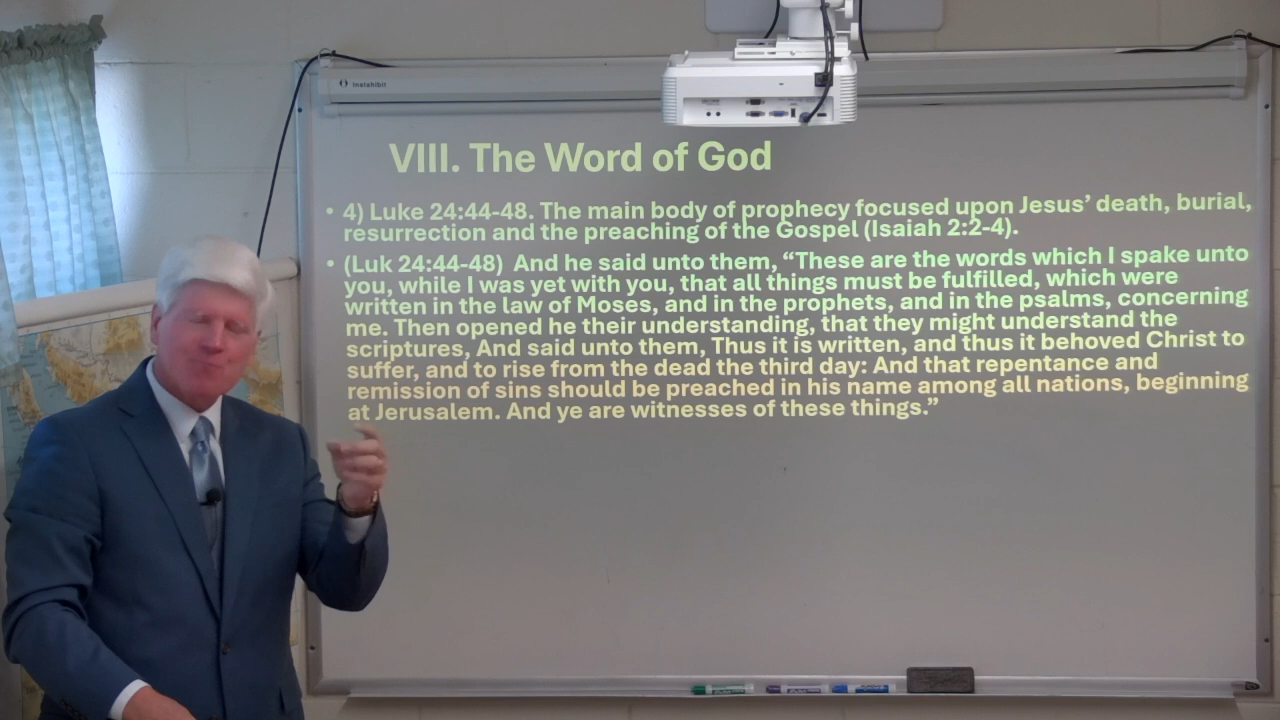 Instahibit
VIII. The Word of God
• 4) Luke 24:44-48. The main body of prophecy focused upon Jesus’ death, burial,
resurrection and the preaching of the Gospel (Isaiah 2:2-4).
• (Luk 24:44-48) And he said unto them, “These are the words which I spake unto
you, while I was yet with you, that all things must be fulfilled, which were
written in the law of Moses, and in the prophets, and in the psalms, concerning
me. Then opened he their understanding, that they might understand the
scriptures, And said unto them, Thus it is written, and thus it behoved Christ to
suffer, and to rise from the dead the third day: And that repentance and
remission of sins should be preached in his name among all nations, beginning
at Jerusalem. And ye are witnesses of these things.”